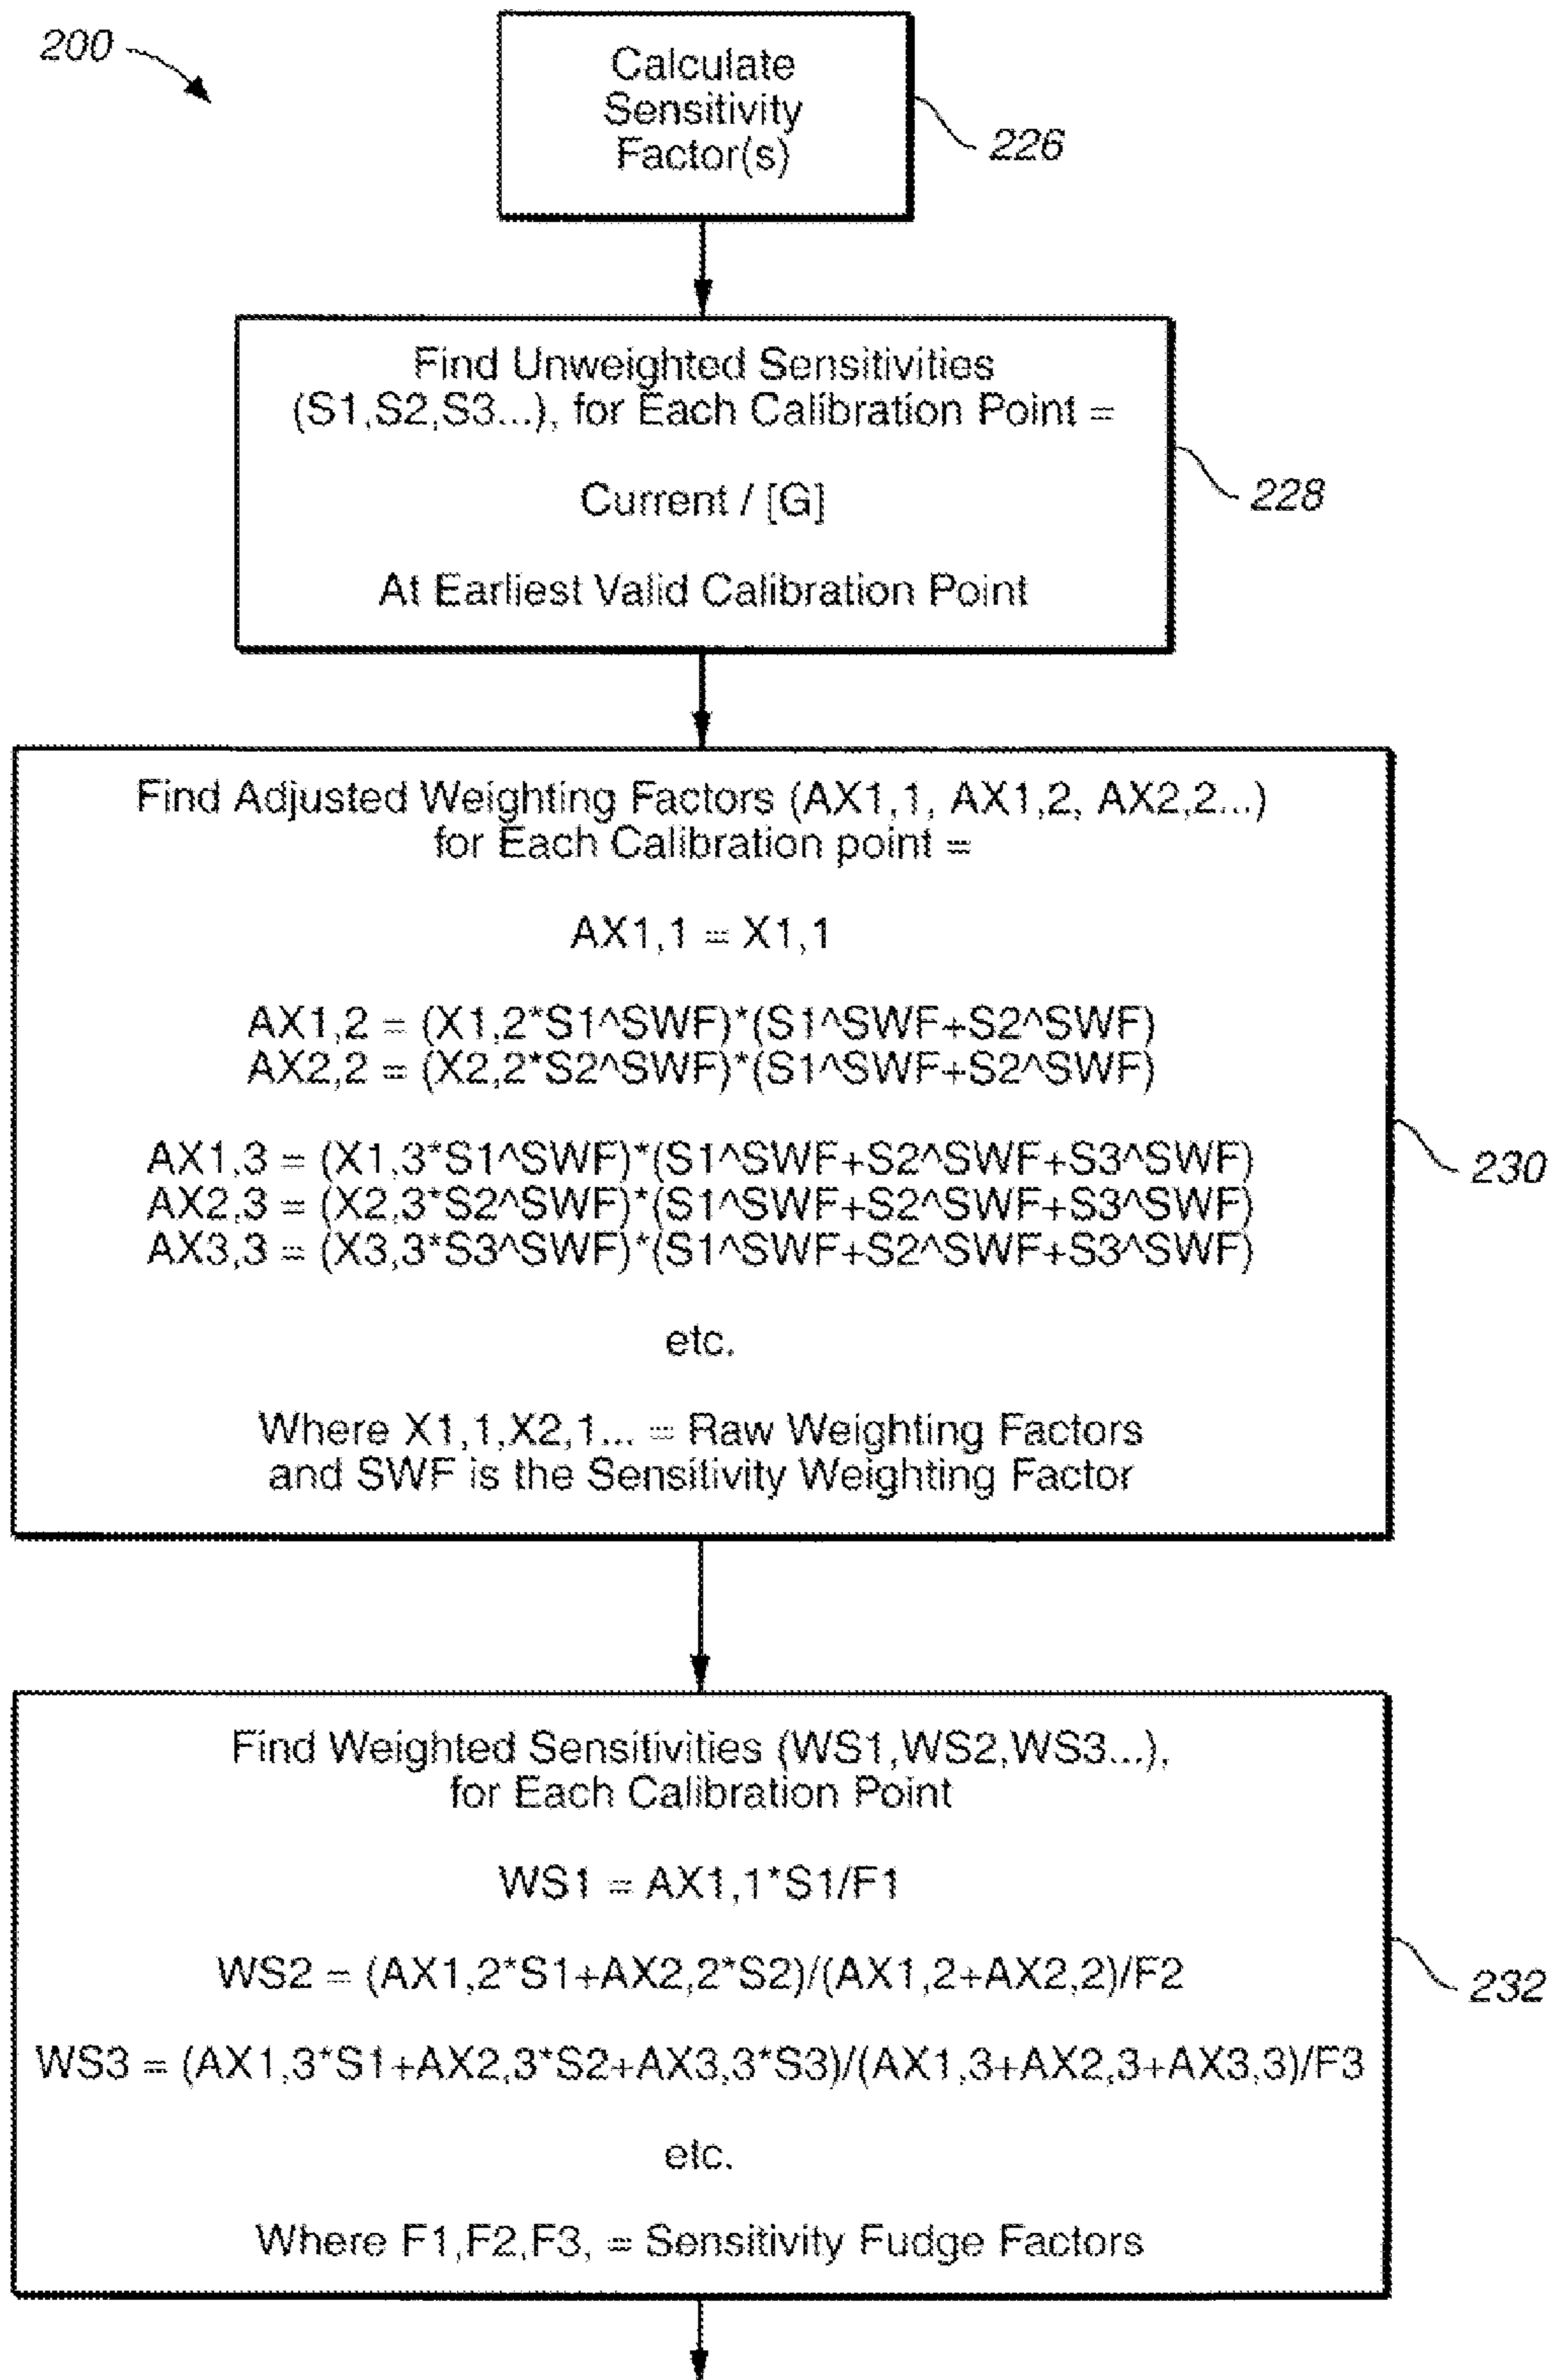 200
Calculate
Sensitivity
Factor(s)
226
Find Unweighted Sensitivities
(S1,S2,S3...), for Each Calibration Point =
Current / [G]
At Earliest Valid Calibration Point
228
Find Adjusted Weighting Factors (AX1,1, AX1,2, AX2,2...)
for Each Calibration point =
AX1,1 = X1,1
AX1,2 = (X1,2*S1^SWF)*(S1^SWF+S2^SWF)
AX2,2 = (X2,2*S2^SWF)*(S1^SWF+S2^SWF)
AX1,3 = (X1,3*S1^SWF)*(S1^SWF+S2^SWF+S3^SWF)
AX2,3 = (X2,3*S2^SWF)*(S1^SWF+S2^SWF+S3^SWF)
AX3,3 = (X3,3*S3^SWF)*(S1^SWF+S2^SWF+S3^SWF)
etc.
Where X1,1,X2,1... = Raw Weighting Factors
and SWF is the Sensitivity Weighting Factor
230
Find Weighted Sensitivities (WS1,WS2,WS3...),
for Each Calibration Point
WS1 = AX1,1*S1/F1
WS2 = (AX1,2*S1+AX2,2*S2)/(AX1,2+AX2,2)/F2
WS3 = (AX1,3*S1+AX2,3*S2+AX3,3*S3)/(AX1,3+AX2,3+AX3,3)/F3
etc.
Where F1,F2,F3, = Sensitivity Fudge Factors
232